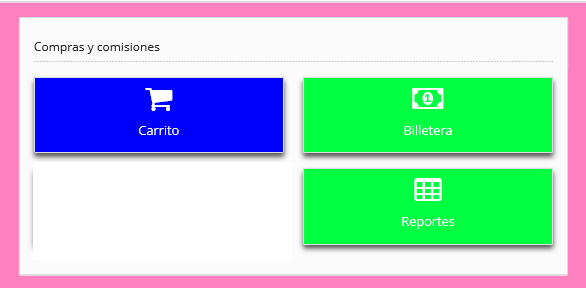 Compras y comisiones
Carrito
Billetera
Reportes